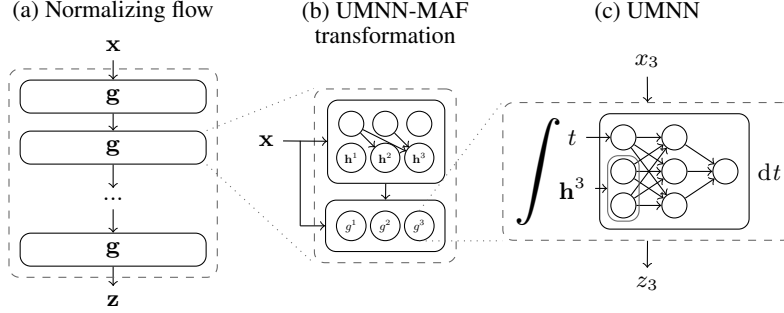 (a) Normalizing flow
x
g
g
...
g
z
(b) UMNN-MAF
transformation
x
h¹ h² h³
g¹ g² g³
(c) UMNN
x₃
∫ t
h³
dt
z₃